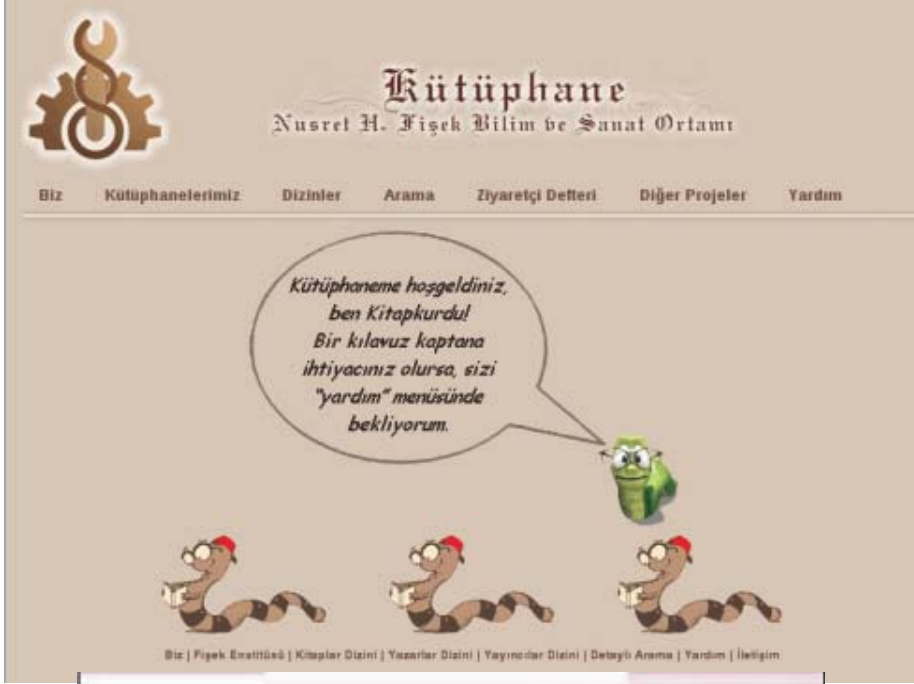 Kütüphane
Nusret H. Fişek Bilim ve Sanat Ortamı
Biz Kütüphanelerimiz Dizinler Arama Ziyaretçi Defteri Diğer Projeler Yardım
Kütüphaneme hoşgeldiniz,
ben Kitapkurdu!
Bir kılavuz kaptana
ihtiyacınız olursa, sizi
"yardım" menüsünde
bekliyorum.
Biz | Fişek Enstitüsü | Kitaplar Dizini | Yazarlar Dizini | Yayıncılar Dizini | Detaylı Arama | Yardım | İletişim